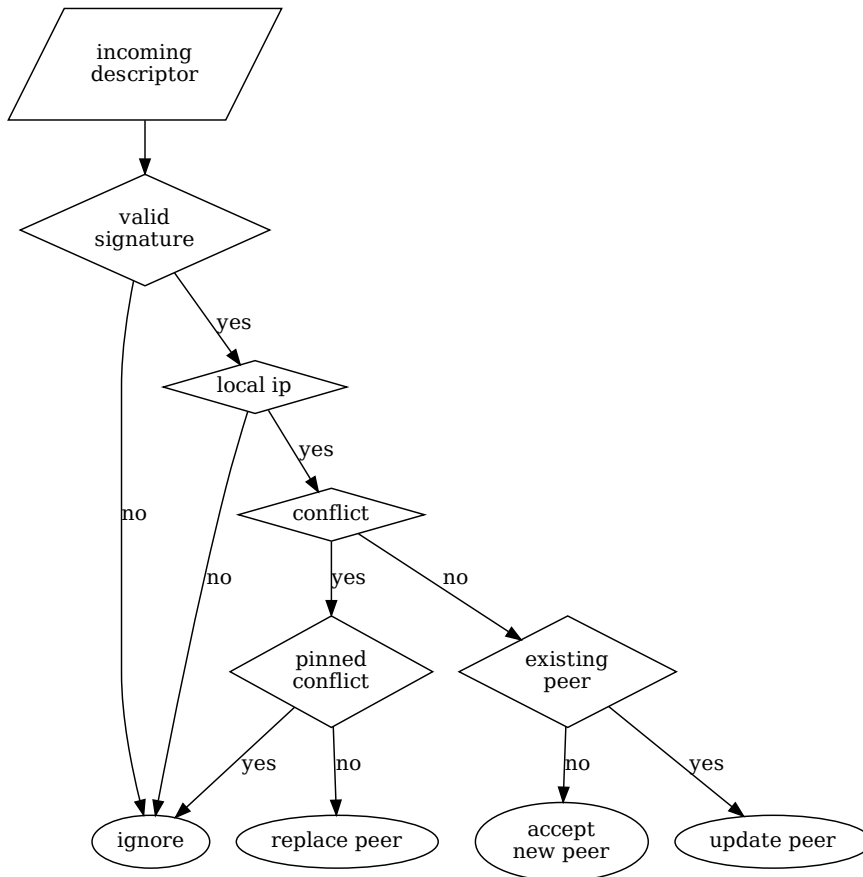 incoming
descriptor
valid
signature
yes
local ip
yes
conflict
no
no
yes
no
pinned
conflict
existing
peer
yes
no
no
yes
ignore
replace peer
accept
new peer
update peer